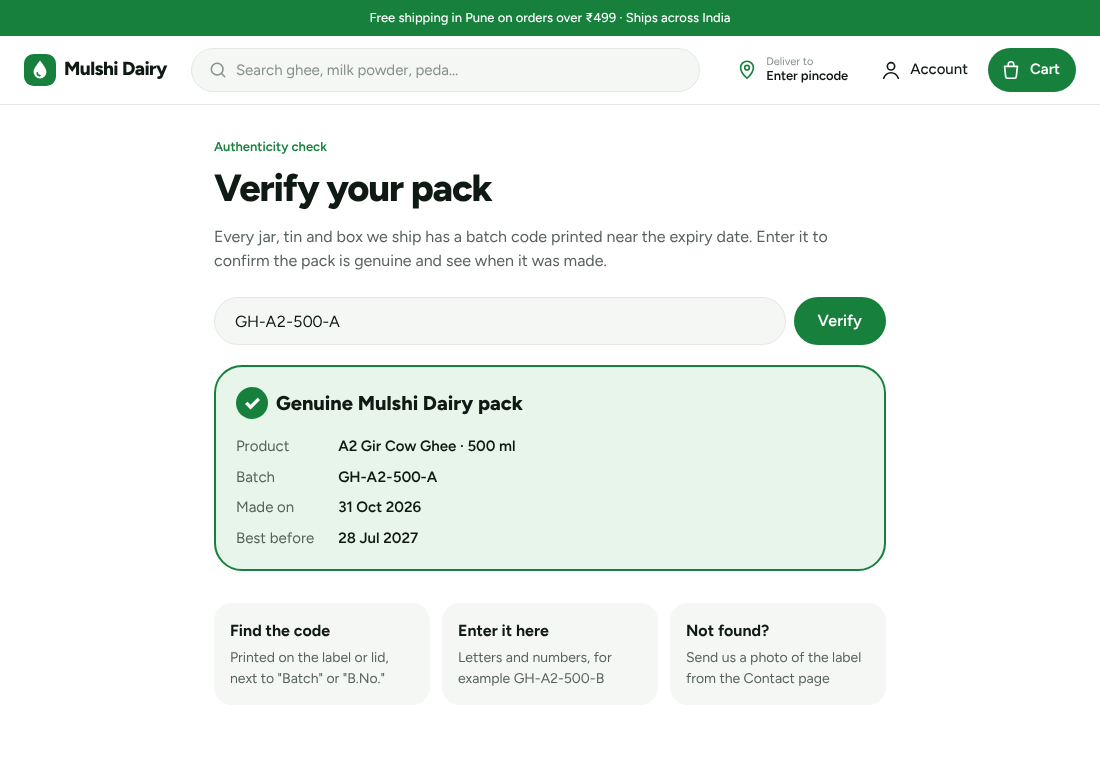 Free shipping in Pune on orders over ₹499 · Ships across India
Mulshi Dairy
Search ghee, milk powder, peda...
Deliver to
Enter pincode
Account
Cart
Authenticity check
Verify your pack
Every jar, tin and box we ship has a batch code printed near the expiry date. Enter it to
confirm the pack is genuine and see when it was made.
GH-A2-500-A
Verify
Genuine Mulshi Dairy pack
Product A2 Gir Cow Ghee · 500 ml
Batch GH-A2-500-A
Made on 31 Oct 2026
Best before 28 Jul 2027
Find the code
Printed on the label or lid,
next to "Batch" or "B.No."
Enter it here
Letters and numbers, for
example GH-A2-500-B
Not found?
Send us a photo of the label
from the Contact page